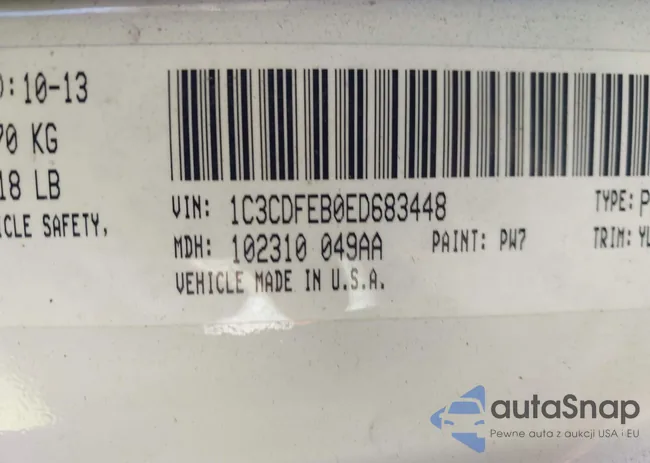 D: 10-13
70 KG
18 LB
ICLE SAFETY,
VIN: 1C3CDFEB0ED683448 TYPE: P
MDH: 102310 049AA PAINT: PW7 TRIM: YL
VEHICLE MADE IN U.S.A.
autaSnap
Pewne auta z aukcji USA i EU